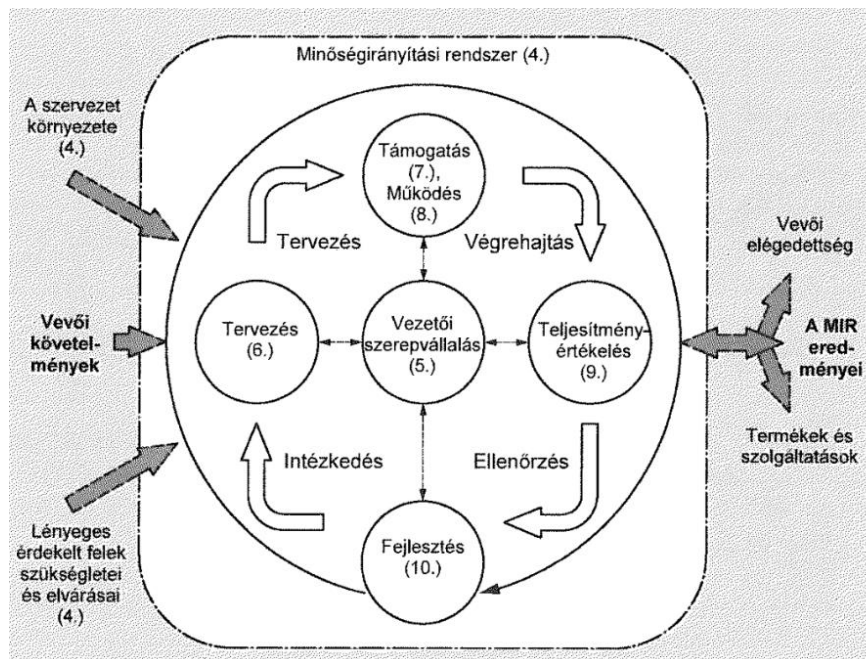 Minőségirányítási rendszer (4.)
A szervezet
környezete
(4.)
Támogatás
(7.),
Működés
(8.)
Tervezés
Végrehajtás
Vevői
elégedettség
Vevői
követel-
mények
Tervezés
(6.)
Vezetői
szerepvállalás
(5.)
Teljesítmény-
értékelés
(9.)
A MIR
ered-
ményei
Intézkedés
Ellenőrzés
Termékek és
szolgáltatások
Lényeges
érdekelt felek
szükségletei
és elvárásai
(4.)
Fejlesztés
(10.)